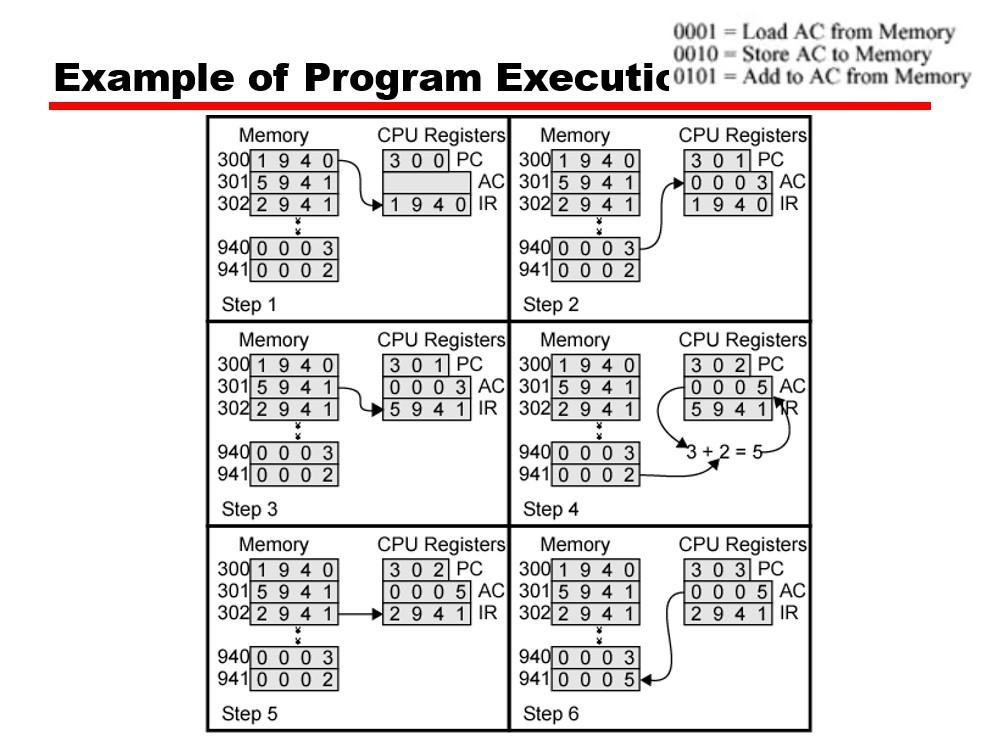 0001 = Load AC from Memory
0010 = Store AC to Memory
0101 = Add to AC from Memory
Example of Program Executio
Memory CPU Registers
300 1 9 4 0 3 0 0 PC
301 5 9 4 1 AC
302 2 9 4 1 1 9 4 0 IR
940 0 0 0 3
941 0 0 0 2
Step 1
Memory CPU Registers
300 1 9 4 0 3 0 1 PC
301 5 9 4 1 0 0 0 3 AC
302 2 9 4 1 1 9 4 0 IR
940 0 0 0 3
941 0 0 0 2
Step 2
Memory CPU Registers
300 1 9 4 0 3 0 1 PC
301 5 9 4 1 0 0 0 3 AC
302 2 9 4 1 5 9 4 1 IR
940 0 0 0 3
941 0 0 0 2
Step 3
Memory CPU Registers
300 1 9 4 0 3 0 2 PC
301 5 9 4 1 0 0 0 5 AC
302 2 9 4 1 5 9 4 1 IR
940 0 0 0 3 3 + 2 = 5
941 0 0 0 2
Step 4
Memory CPU Registers
300 1 9 4 0 3 0 2 PC
301 5 9 4 1 0 0 0 5 AC
302 2 9 4 1 2 9 4 1 IR
940 0 0 0 3
941 0 0 0 2
Step 5
Memory CPU Registers
300 1 9 4 0 3 0 3 PC
301 5 9 4 1 0 0 0 5 AC
302 2 9 4 1 2 9 4 1 IR
940 0 0 0 3
941 0 0 0 5
Step 6